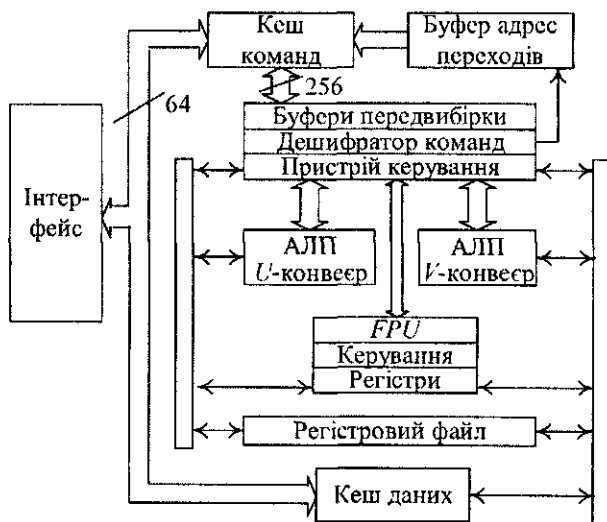 Кеш
команд
Буфер адрес
переходів
64
256
Буфери передвибірки
Дешифратор команд
Пристрій керування
Інтер-
фейс
АЛП
U-конвеєр
АЛП
V-конвеєр
FPU
Керування
Регістри
Регістровий файл
Кеш даних